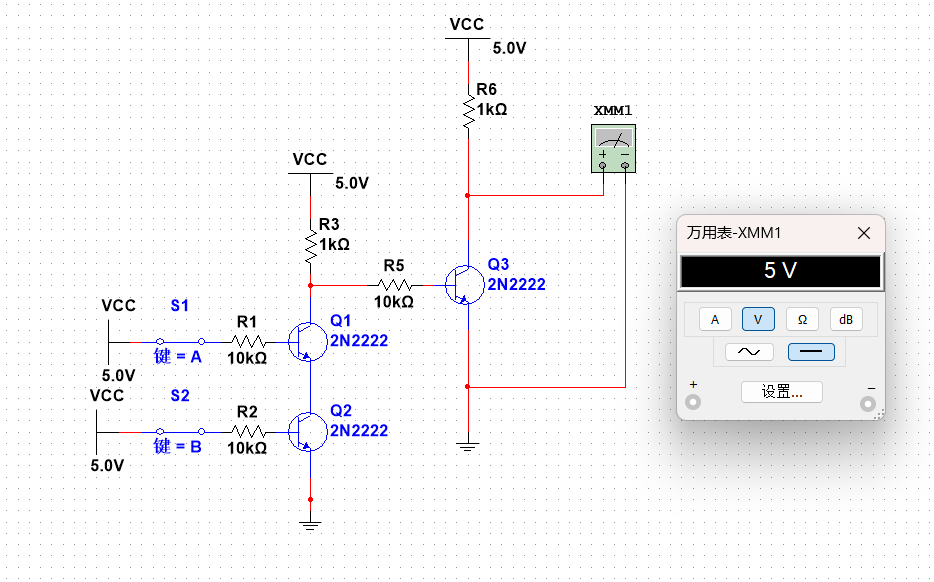 VCC
5.0V
R6
1kΩ
XMM1
+ −
VCC
5.0V
R3
1kΩ
R5
10kΩ
Q3
2N2222
VCC
S1
R1
10kΩ
Q1
2N2222
键 = A
5.0V
VCC
S2
R2
10kΩ
Q2
2N2222
键 = B
5.0V
万用表-XMM1
5 V
A
V
Ω
dB
+
设置...
−